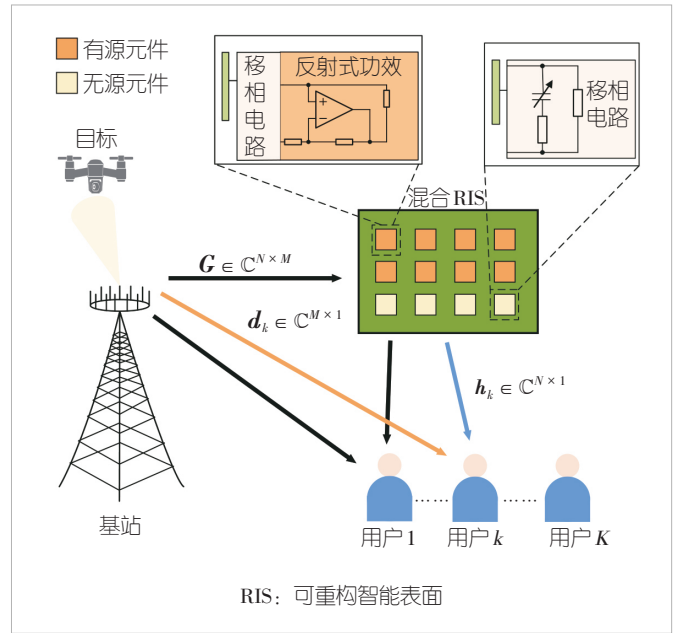 有源元件
无源元件
目标
移相电路
反射式功效
移相
电路
混合 RIS
G ∈ ℂ^{N×M}
d_k ∈ ℂ^{M×1}
h_k ∈ ℂ^{N×1}
基站
用户 1
……
用户 k
……
用户 K
RIS：可重构智能表面